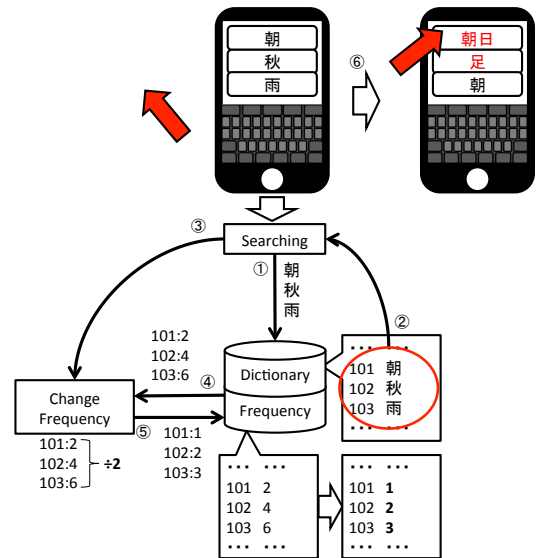 朝
秋
雨
⑥
朝日
足
朝
③
Searching
①
朝
秋
雨
②
101:2
102:4
103:6
④
Dictionary
Frequency
... ...
101 朝
102 秋
103 雨
... ...
Change
Frequency
⑤
101:1
102:2
103:3
101:2
102:4
103:6
÷2
... ...
101 2
102 4
103 6
... ...
... ...
101 1
102 2
103 3
... ...